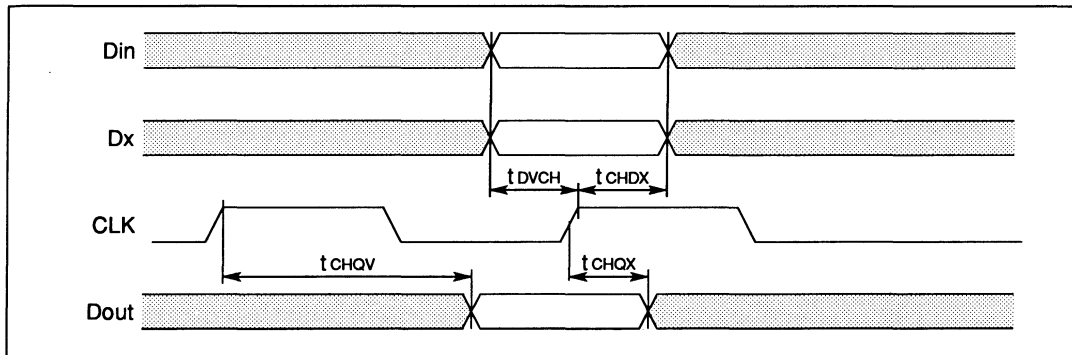 Din
Dx
t DVCH t CHDX
CLK
t CHQV t CHQX
Dout